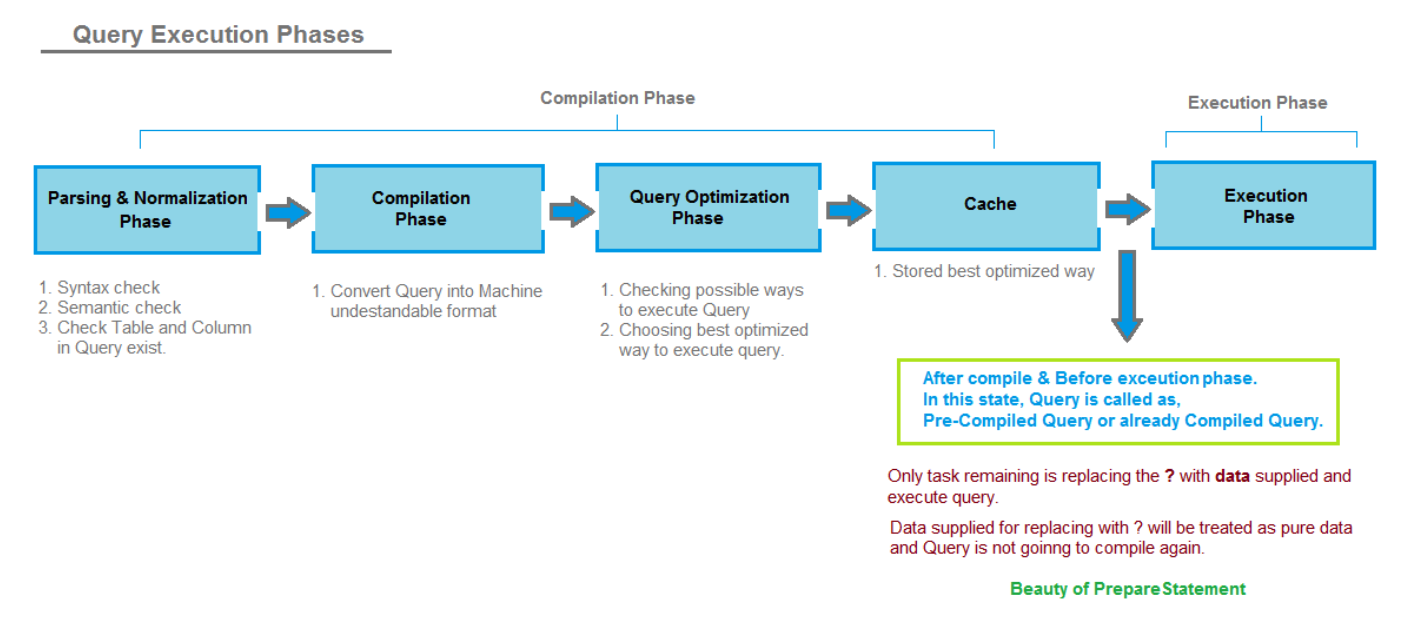 Query Execution Phases
Compilation Phase
Execution Phase
Parsing & Normalization
Phase
Compilation
Phase
Query Optimization
Phase
Cache
Execution
Phase
1. Syntax check
2. Semantic check
3. Check Table and Column
in Query exist.
1. Convert Query into Machine
undestandable format
1. Checking possible ways
to execute Query
2. Choosing best optimized
way to execute query.
1. Stored best optimized way
After compile & Before exceution phase.
In this state, Query is called as,
Pre-Compiled Query or already Compiled Query.
Only task remaining is replacing the ? with data supplied and
execute query.
Data supplied for replacing with ? will be treated as pure data
and Query is not goinng to compile again.
Beauty of PrepareStatement